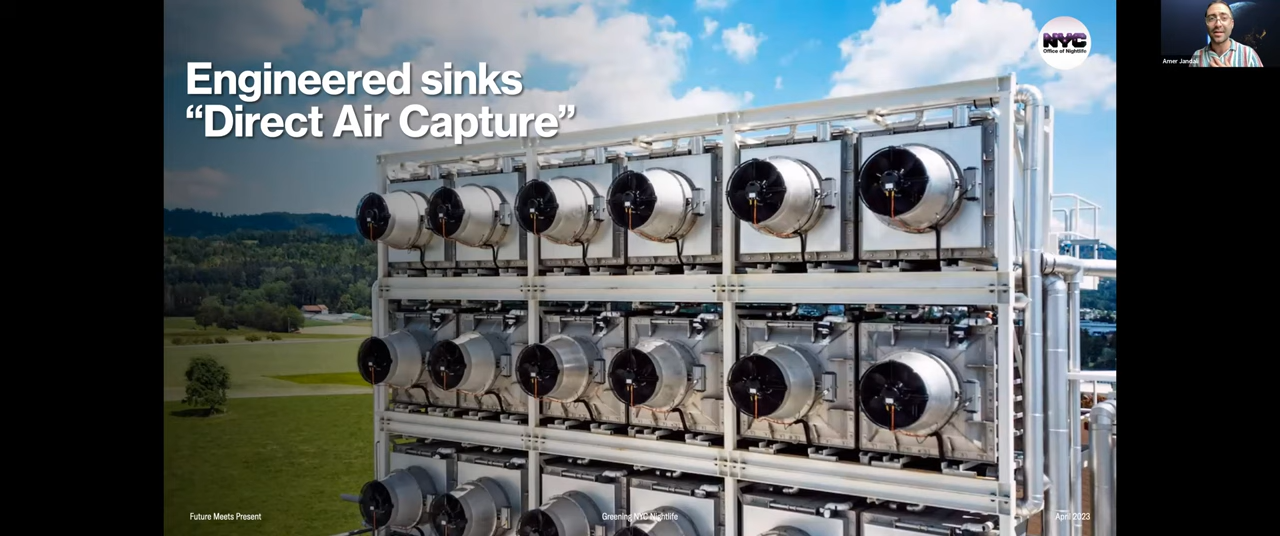 Engineered sinks
“Direct Air Capture”
NYC
Office of Nightlife
Amer Jandali
Future Meets Present
Greening NYC Nightlife
April 2023